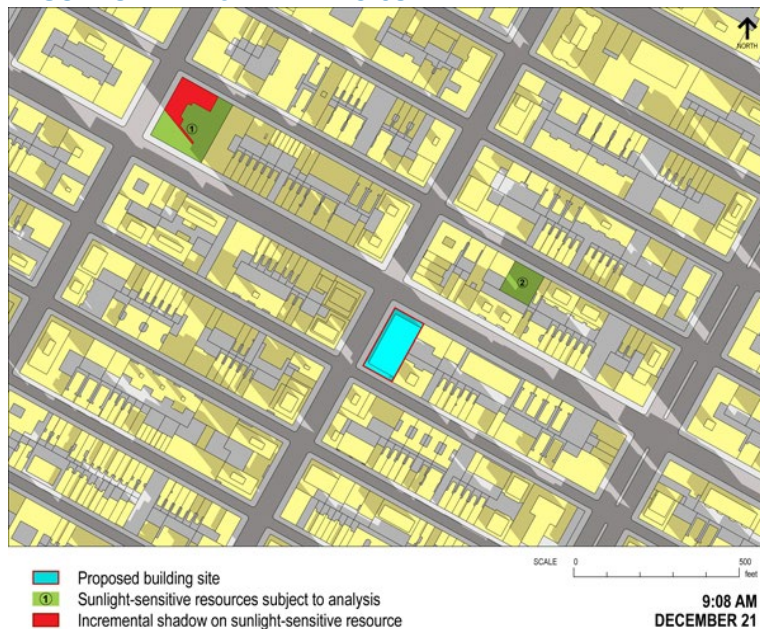 NORTH
①
②
SCALE 0 500
feet
Proposed building site
① Sunlight-sensitive resources subject to analysis
Incremental shadow on sunlight-sensitive resource
9:08 AM
DECEMBER 21